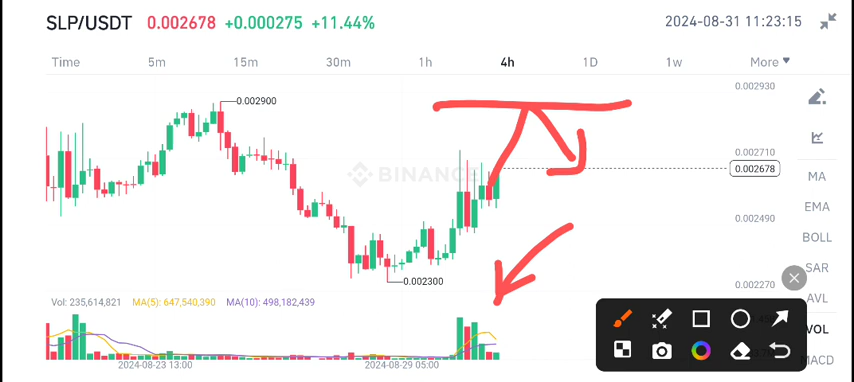 SLP/USDT 0.002678 +0.000275 +11.44% 2024-08-31 11:23:15
Time 5m 15m 30m 1h 4h 1D 1w More
0.002930
0.002900
0.002710
BINANCE
0.002678
MA
0.002490
EMA
BOLL
SAR
0.002300
0.002270
AVL
Vol: 235,614,821 MA(5): 647,540,390 MA(10): 498,182,439
VOL
MACD
2024-08-23 13:00 2024-08-29 05:00